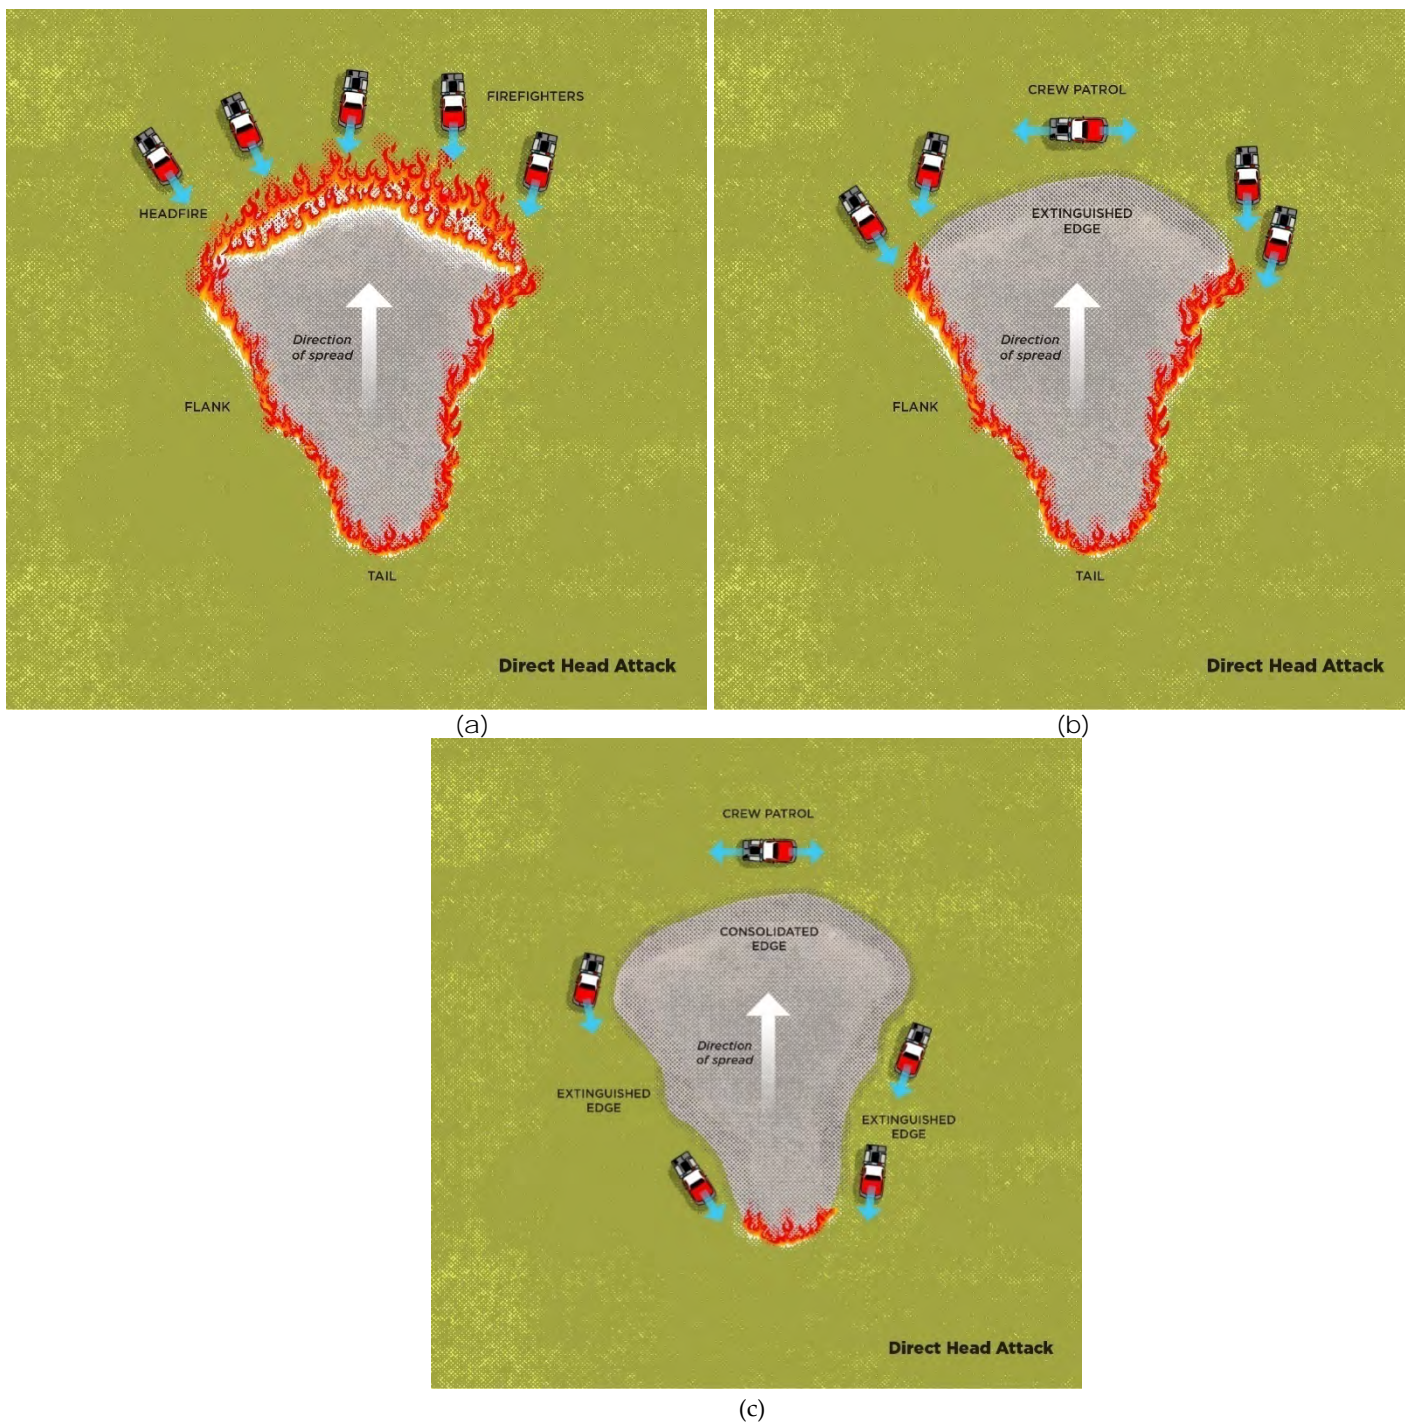 FIREFIGHTERS
HEADFIRE
Direction
of spread
FLANK
TAIL
Direct Head Attack
(a)
CREW PATROL
EXTINGUISHED
EDGE
Direction
of spread
FLANK
TAIL
Direct Head Attack
(b)
CREW PATROL
CONSOLIDATED
EDGE
Direction
of spread
EXTINGUISHED
EDGE
EXTINGUISHED
EDGE
Direct Head Attack
(c)